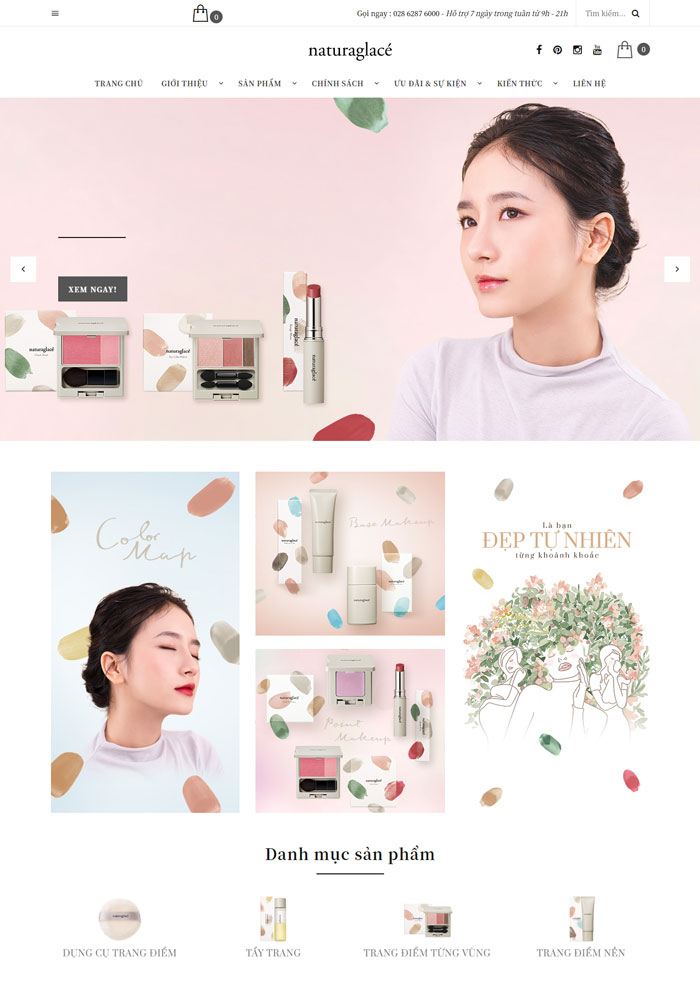 0
Gọi ngay : 028 6287 6000 - Hỗ trợ 7 ngày trong tuần từ 9h - 21h
Tìm kiếm...
naturaglacé
0
TRANG CHỦ GIỚI THIỆU SẢN PHẨM CHÍNH SÁCH ƯU ĐÃI & SỰ KIỆN KIẾN THỨC LIÊN HỆ
XEM NGAY!
naturaglacé
naturaglacé
naturaglacé
naturaglacé
Color
Map
Base Makeup
naturaglacé
naturaglacé
Point
Makeup
Là bạn
ĐẸP TỰ NHIÊN
từng khoảnh khoắc
Danh mục sản phẩm
naturaglacé
DỤNG CỤ TRANG ĐIỂM
TẨY TRANG
TRANG ĐIỂM TỪNG VÙNG
TRANG ĐIỂM NỀN